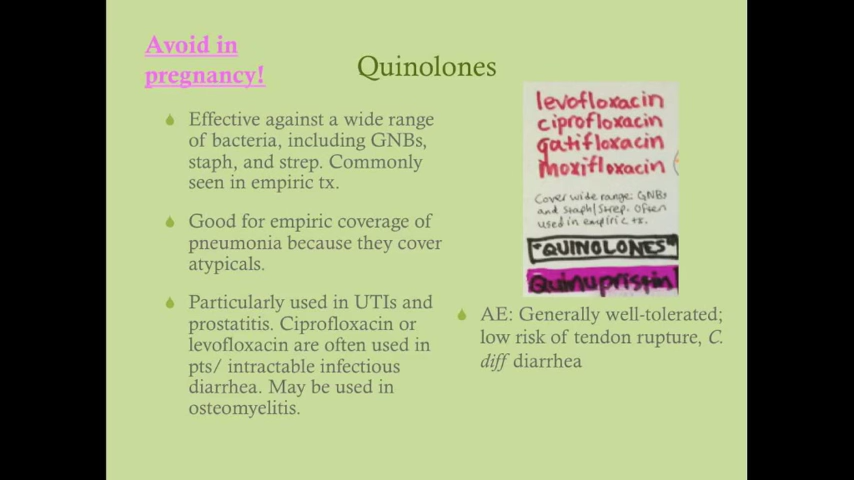 Avoid in
pregnancy!
Quinolones
Effective against a wide range
of bacteria, including GNBs,
staph, and strep. Commonly
seen in empiric tx.
Good for empiric coverage of
pneumonia because they cover
atypicals.
Particularly used in UTIs and
prostatitis. Ciprofloxacin or
levofloxacin are often used in
pts/ intractable infectious
diarrhea. May be used in
osteomyelitis.
levofloxacin
ciprofloxacin
gatifloxacin
moxifloxacin
Cover wide range: GNBs
and staph/strep. Often
used in empiric tx.
"QUINOLONES"
Quinupristin
AE: Generally well-tolerated;
low risk of tendon rupture, C.
diff diarrhea